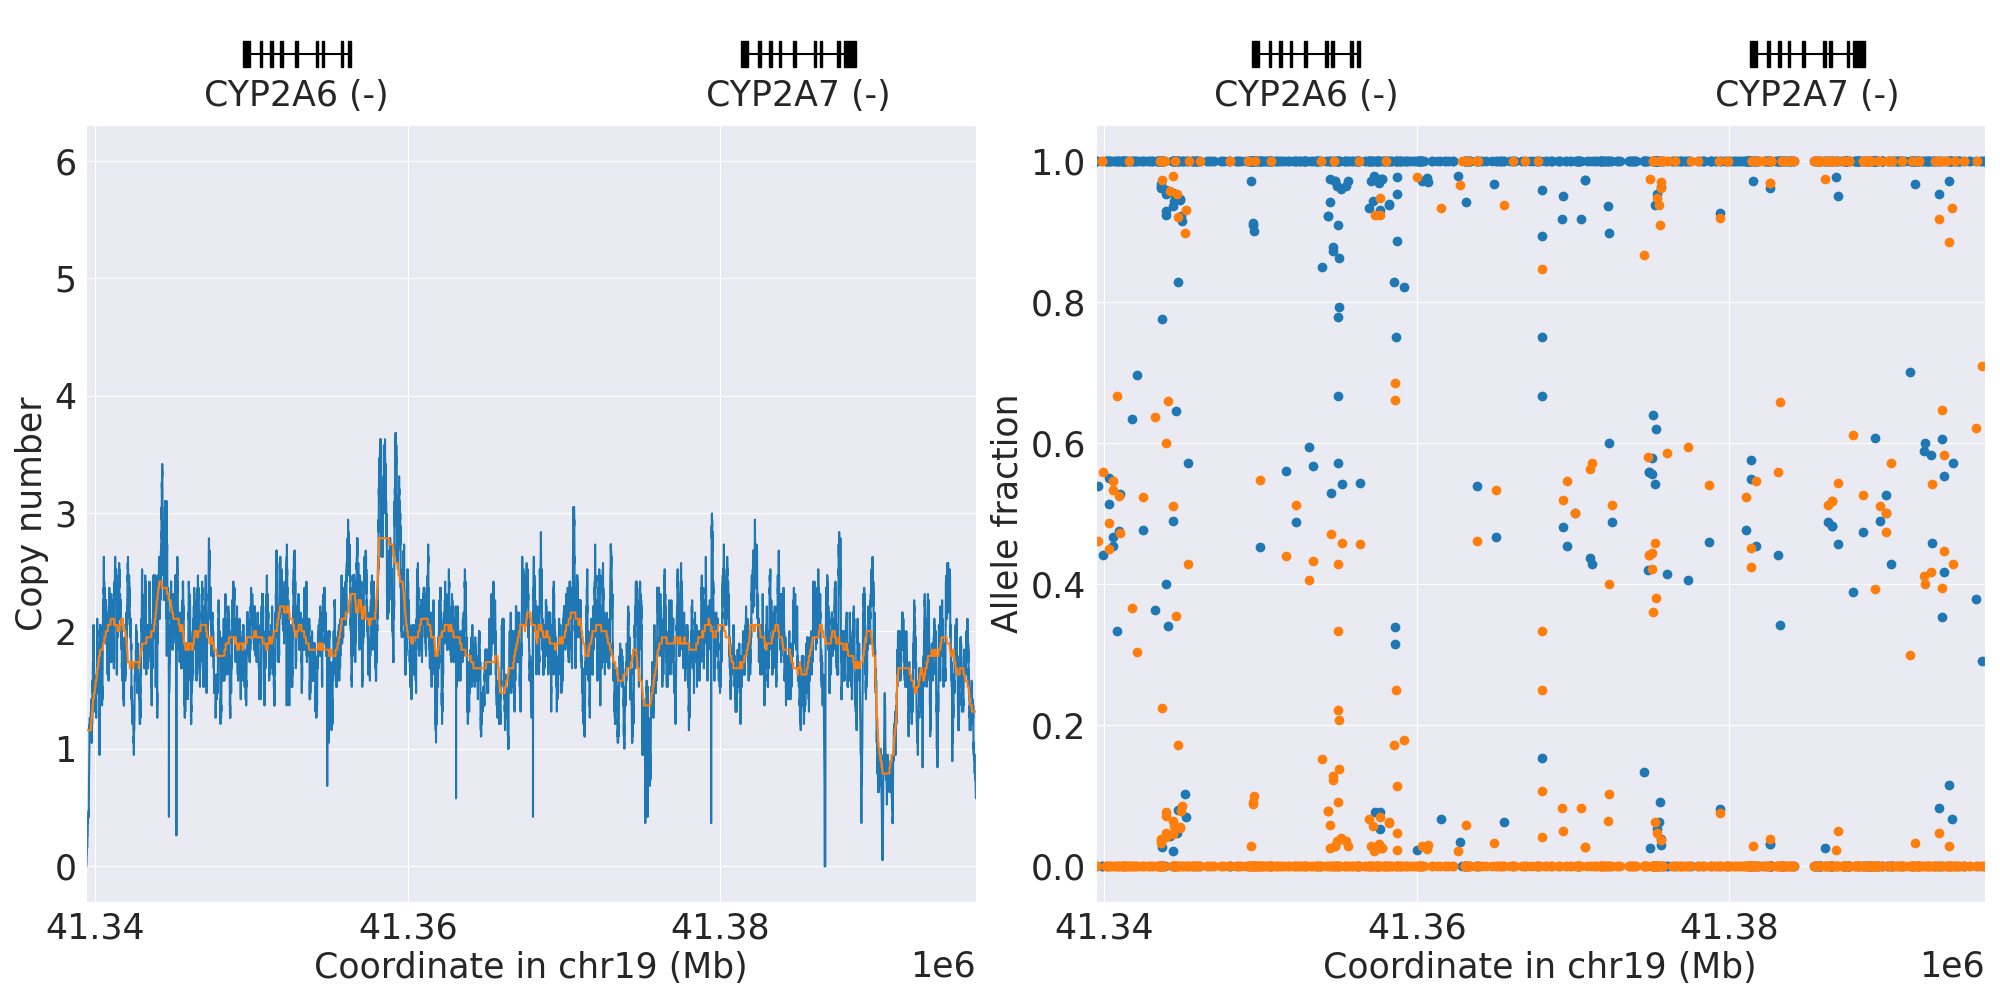 CYP2A6 (-)
CYP2A7 (-)
6
5
4
3
2
1
0
Copy number
41.34
41.36
41.38
Coordinate in chr19 (Mb)
1e6
CYP2A6 (-)
CYP2A7 (-)
1.0
0.8
0.6
0.4
0.2
0.0
Allele fraction
41.34
41.36
41.38
Coordinate in chr19 (Mb)
1e6